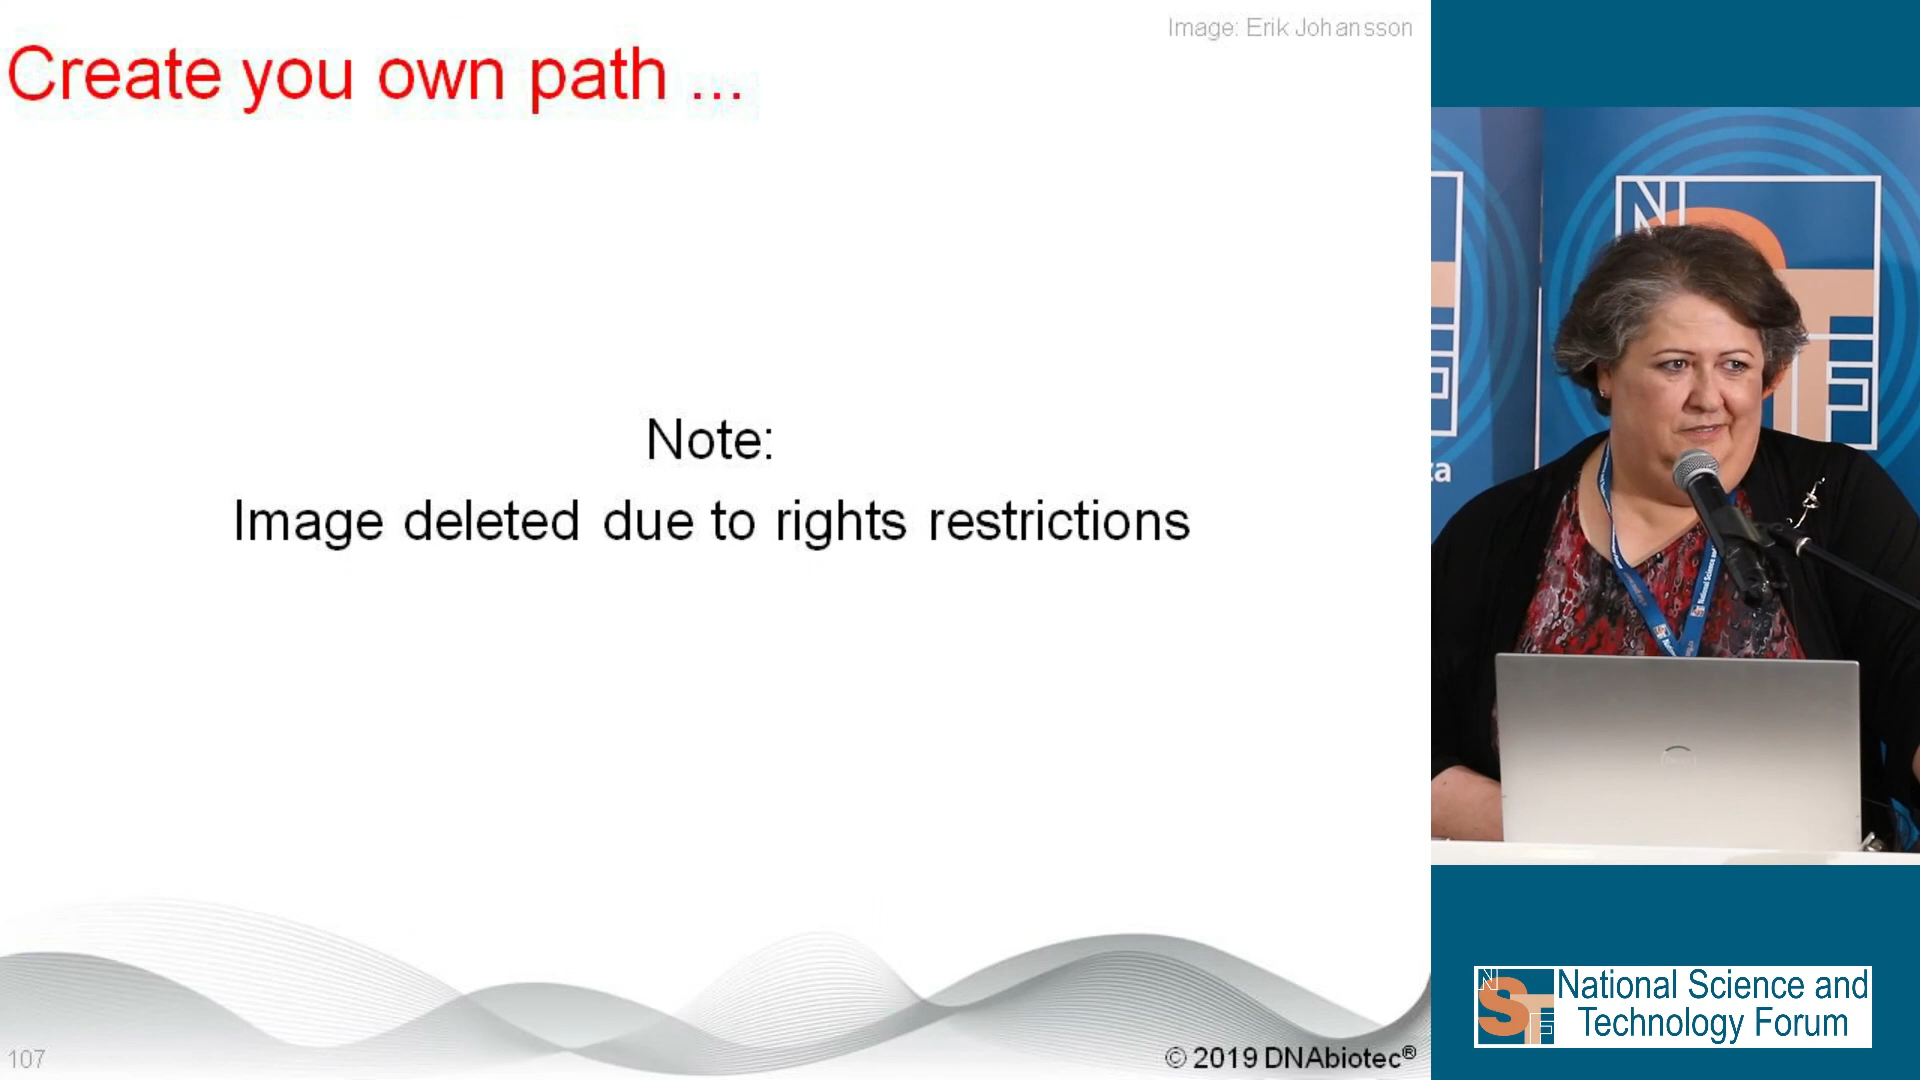 Image: Erik Johansson
Create you own path ...
Note:
Image deleted due to rights restrictions
107
© 2019 DNAbiotec®
za
National Science and
Technology Forum